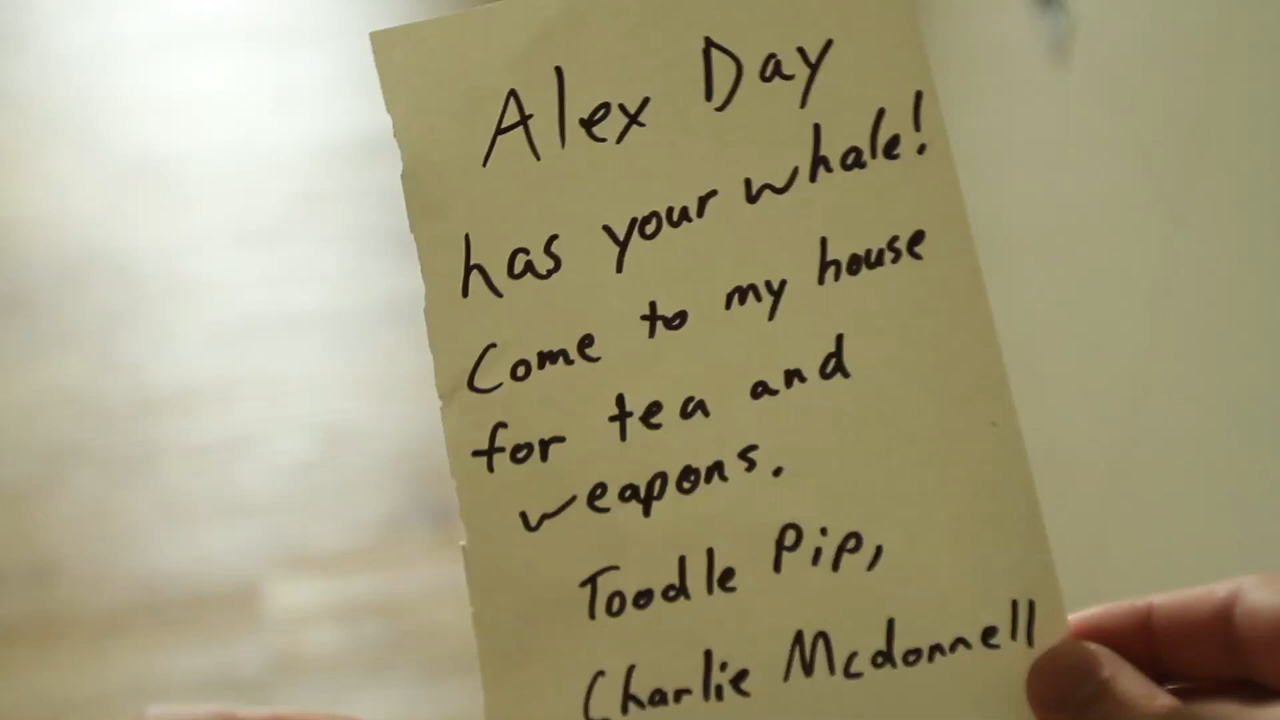 Alex Day
has your whale!
Come to my house
for tea and
weapons.
Toodle Pip,
Charlie Mcdonnell